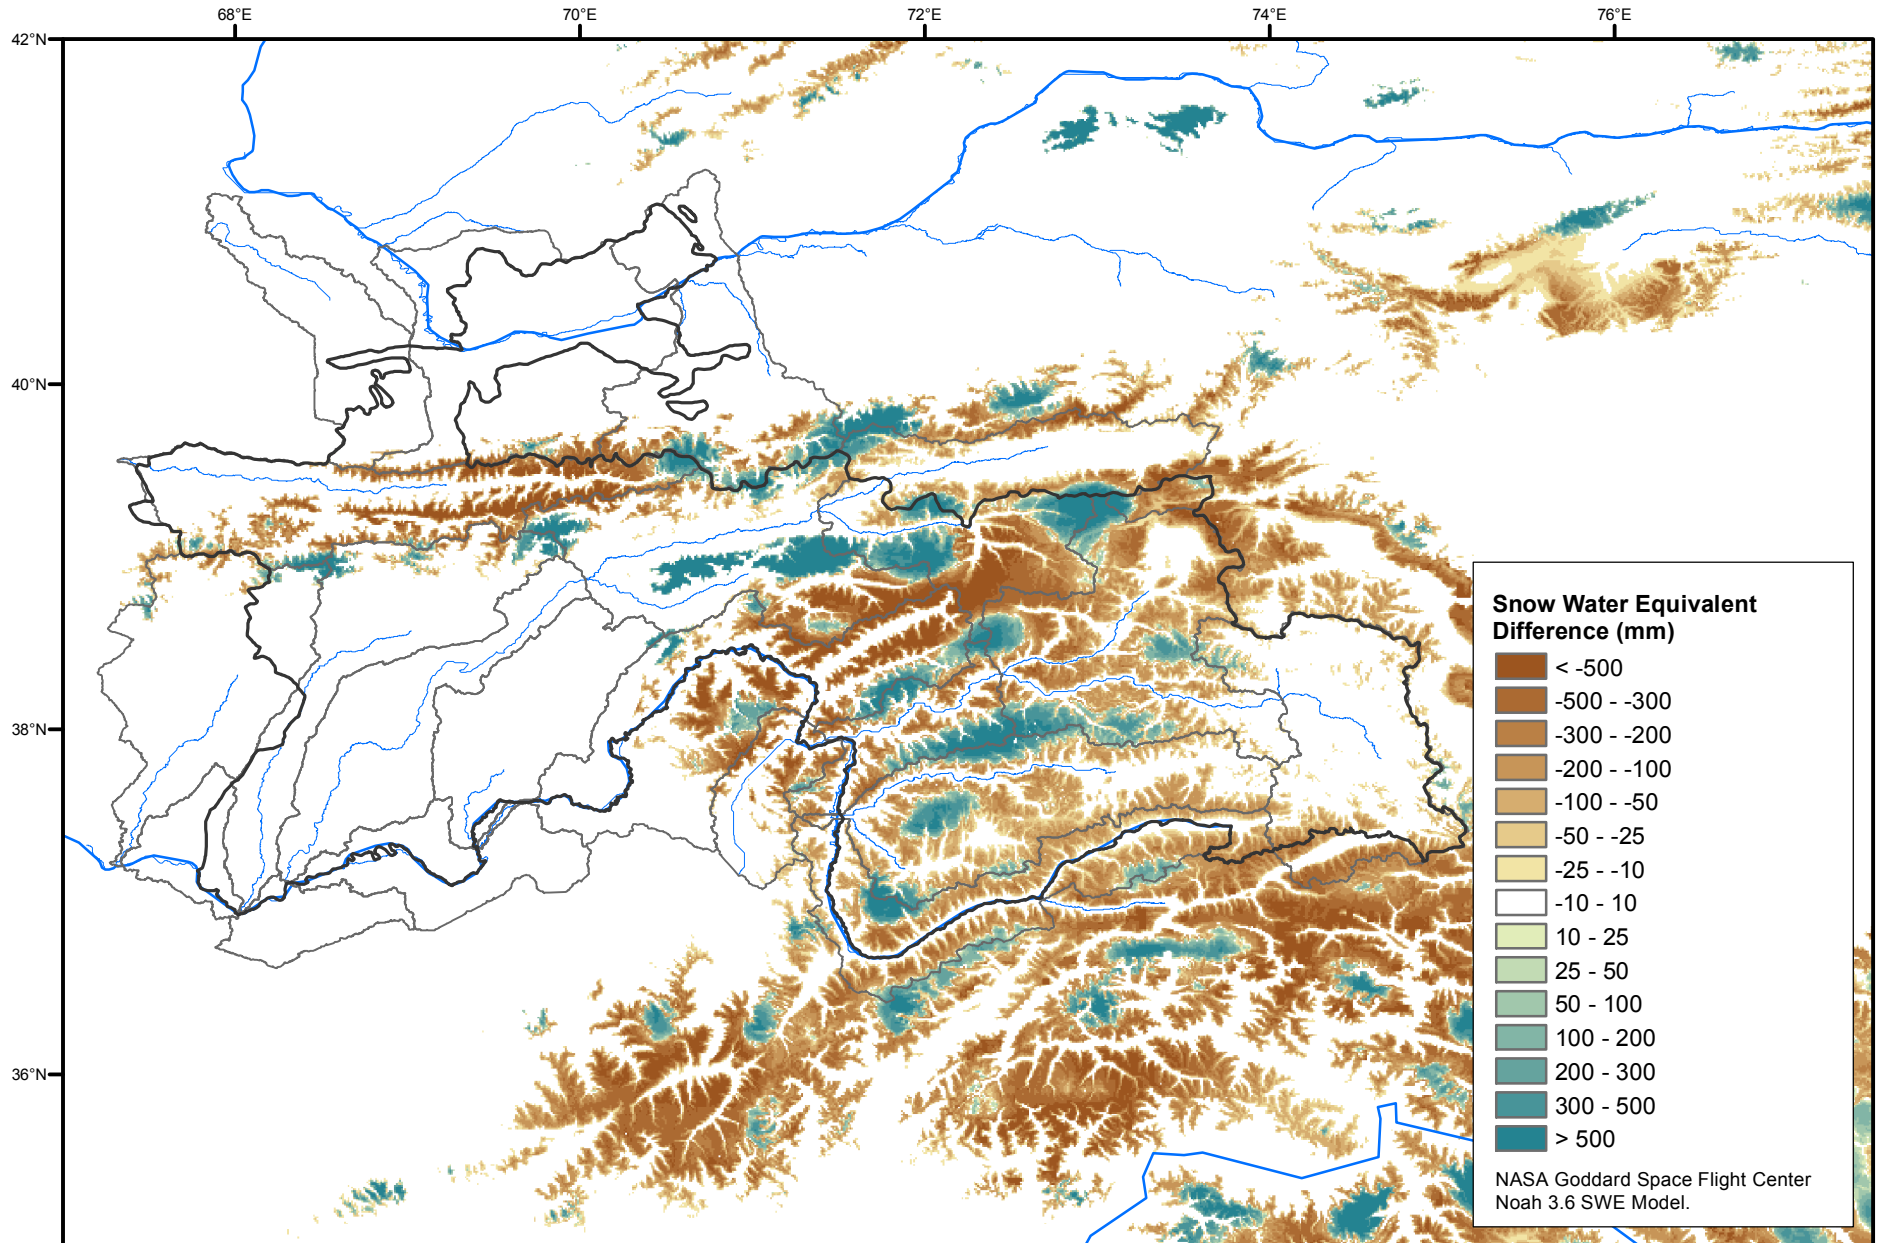 68°E
70°E
72°E
74°E
76°E
42°N
40°N
38°N
36°N
Snow Water Equivalent
Difference (mm)
< -500
-500 - -300
-300 - -200
-200 - -100
-100 - -50
-50 - -25
-25 - -10
-10 - 10
10 - 25
25 - 50
50 - 100
100 - 200
200 - 300
300 - 500
> 500
NASA Goddard Space Flight Center
Noah 3.6 SWE Model.